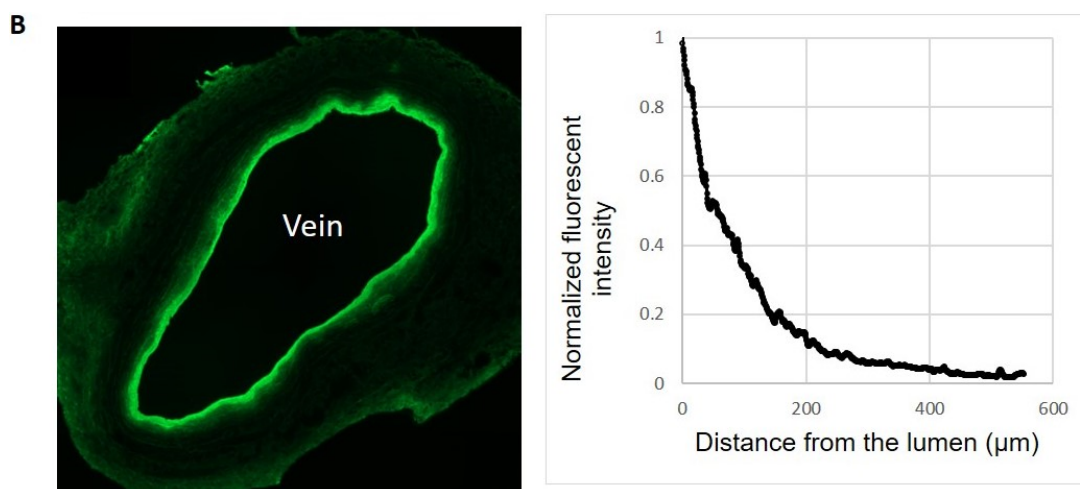 B
Vein
Normalized fluorescent
intensity
1
0.8
0.6
0.4
0.2
0
0 200 400 600
Distance from the lumen (µm)